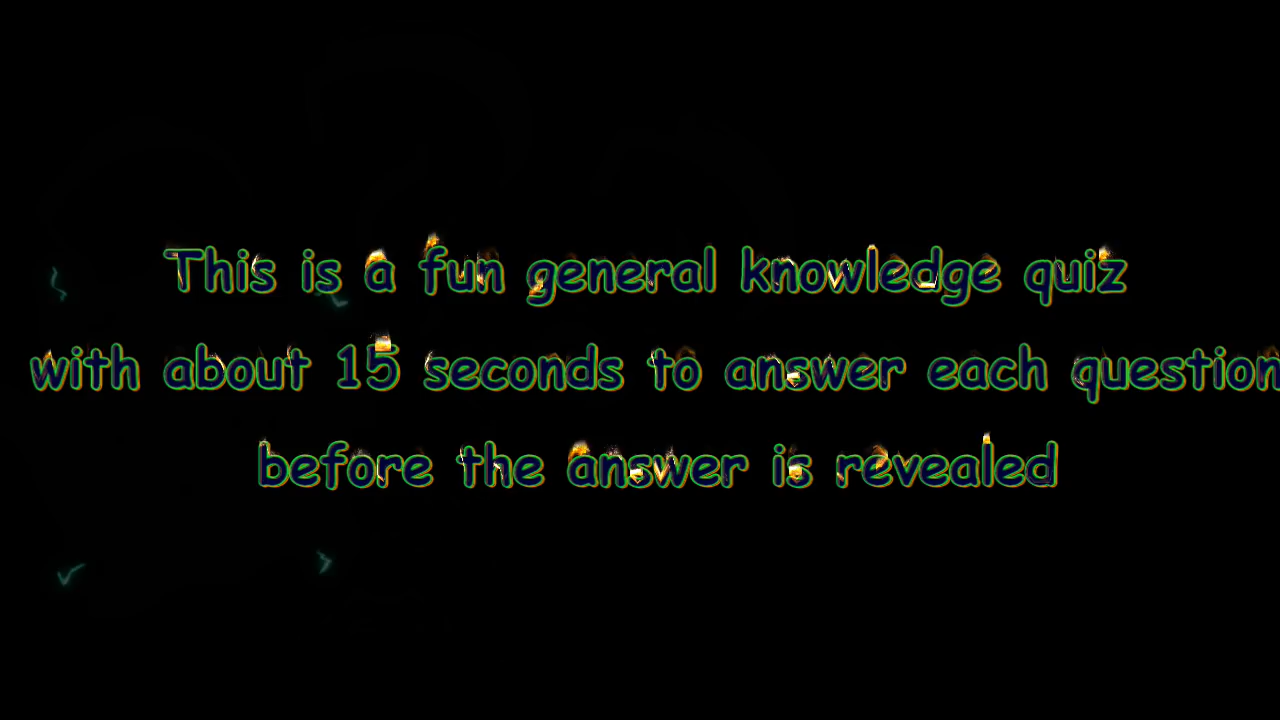 This is a fun general knowledge quiz
with about 15 seconds to answer each question
before the answer is revealed